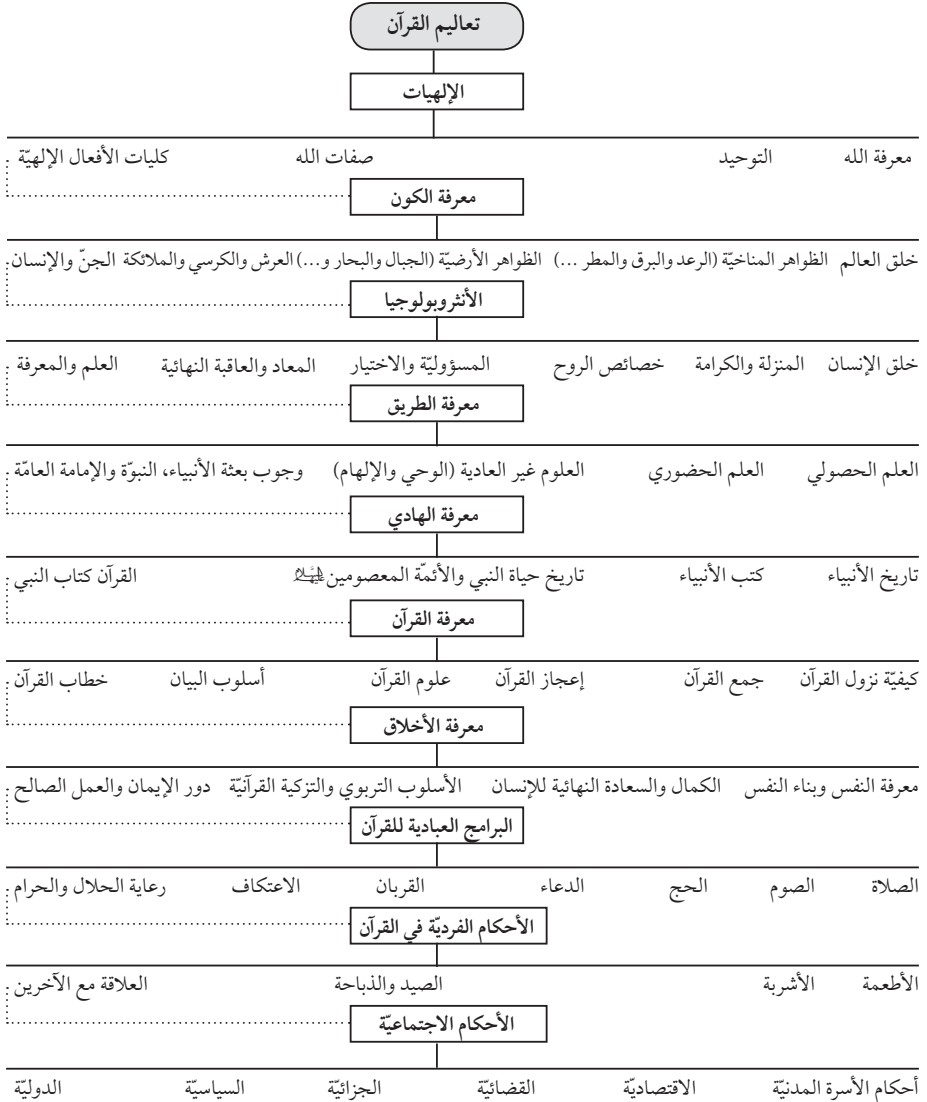 تعاليم القرآن
الإلهيات
معرفة الله التوحيد صفات الله كليات الأفعال الإلهيّة
معرفة الكون
خلق العالم الظواهر المناخيّة (الرعد والبرق والمطر ...) الظواهر الأرضيّة (الجبال والبحار و...) العرش والكرسي والملائكة الجنّ والإنسان
الأنثروبولوجيا
خلق الإنسان المنزلة والكرامة خصائص الروح المسؤوليّة والاختيار المعاد والعاقبة النهائية العلم والمعرفة
معرفة الطريق
العلم الحصولي العلم الحضوري العلوم غير العادية (الوحي والإلهام) وجوب بعثة الأنبياء، النبوّة والإمامة العامّة
معرفة الهادي
تاريخ الأنبياء كتب الأنبياء تاريخ حياة النبي والأئمّة المعصومين القرآن كتاب النبي
معرفة القرآن
كيفيّة نزول القرآن جمع القرآن إعجاز القرآن علوم القرآن أسلوب البيان خطاب القرآن
معرفة الأخلاق
معرفة النفس وبناء النفس الكمال والسعادة النهائية للإنسان الأسلوب التربوي والتزكية القرآنيّة دور الإيمان والعمل الصالح
البرامج العبادية للقرآن
الصلاة الصوم الحج الدعاء القربان الاعتكاف رعاية الحلال والحرام
الأحكام الفرديّة في القرآن
الأطعمة الأشربة الصيد والذباحة العلاقة مع الآخرين
الأحكام الاجتماعيّة
أحكام الأسرة المدنيّة الاقتصاديّة القضائيّة الجزائيّة السياسيّة الدوليّة